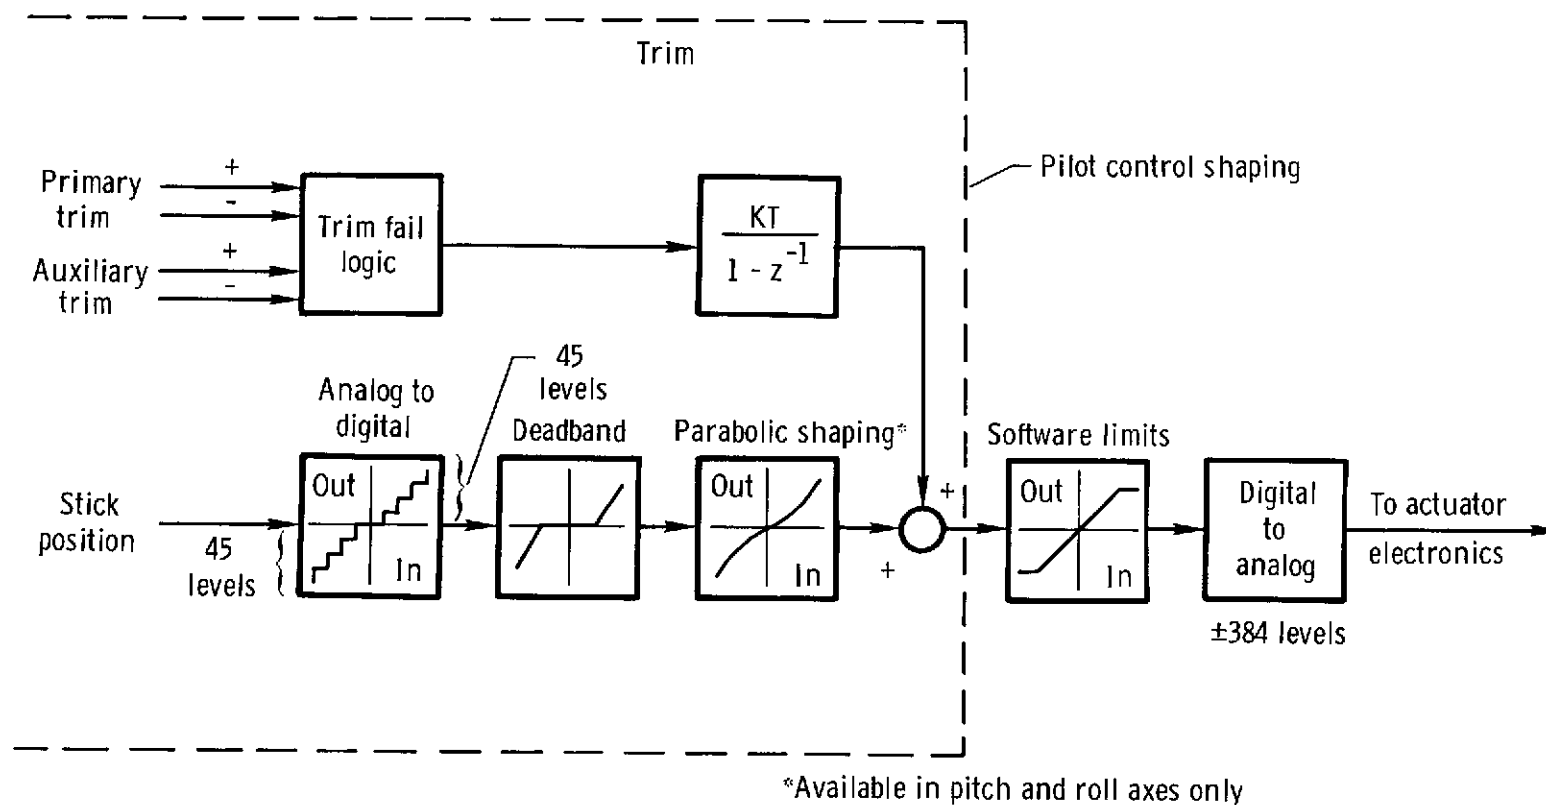 Trim
Pilot control shaping
Primary
trim
+
-
Auxiliary
trim
+
-
Trim fail
logic
KT
1 - z^-1
45
levels
Analog to
digital
Deadband
Parabolic shaping*
Software limits
Stick
position
45
levels
Out
In
Out
In
+
+
Out
In
Digital
to
analog
To actuator
electronics
±384 levels
*Available in pitch and roll axes only